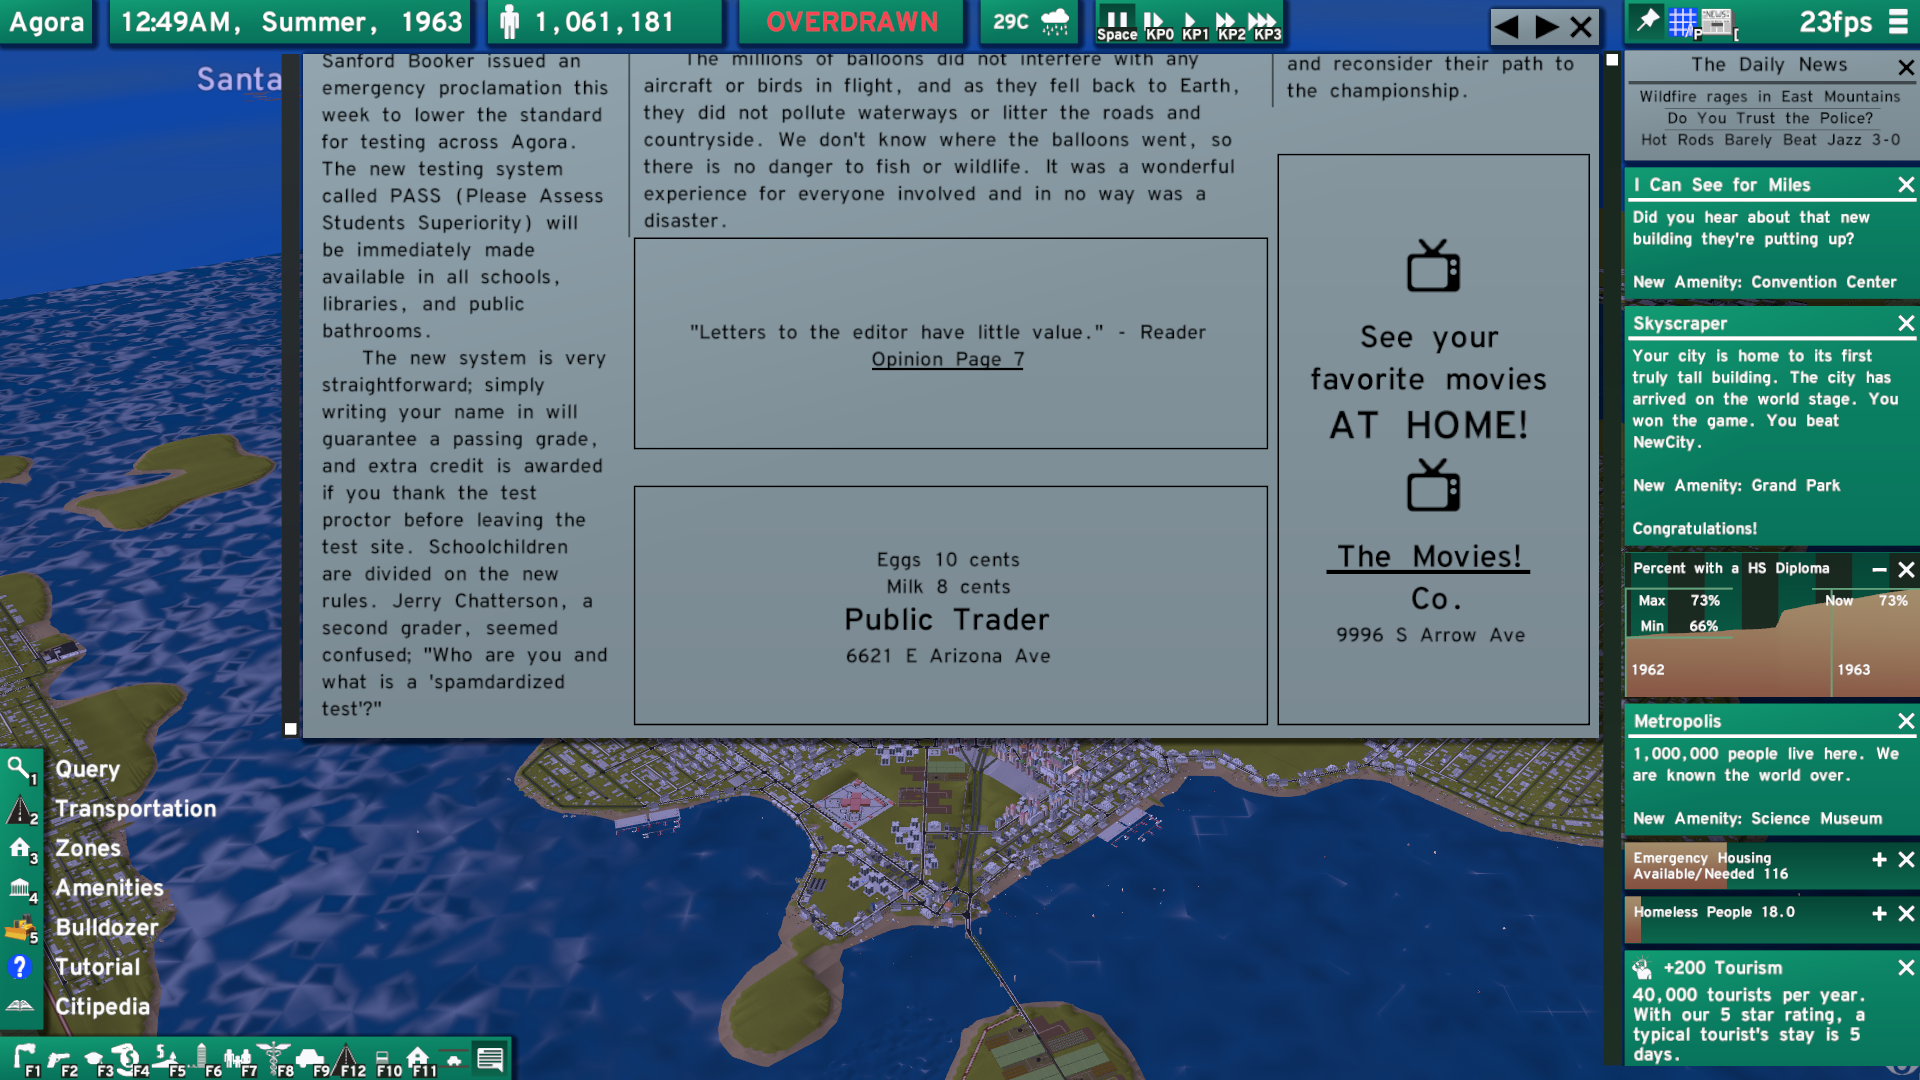 Agora
12:49AM, Summer, 1963
1,061,181
OVERDRAWN
29C
Space
KP0
KP1
KP2
KP3
P
[
23fps
Santa
Sanford Booker issued an
emergency proclamation this
week to lower the standard
for testing across Agora.
The new testing system
called PASS (Please Assess
Students Superiority) will
be immediately made
available in all schools,
libraries, and public
bathrooms.
The new system is very
straightforward; simply
writing your name in will
guarantee a passing grade,
and extra credit is awarded
if you thank the test
proctor before leaving the
test site. Schoolchildren
are divided on the new
rules. Jerry Chatterson, a
second grader, seemed
confused; "Who are you and
what is a 'spamdardized
test'?"
The millions of balloons did not interfere with any
aircraft or birds in flight, and as they fell back to Earth,
they did not pollute waterways or litter the roads and
countryside. We don't know where the balloons went, so
there is no danger to fish or wildlife. It was a wonderful
experience for everyone involved and in no way was a
disaster.
"Letters to the editor have little value." - Reader
Opinion Page 7
Eggs 10 cents
Milk 8 cents
Public Trader
6621 E Arizona Ave
and reconsider their path to
the championship.
See your
favorite movies
AT HOME!
The Movies!
Co.
9996 S Arrow Ave
The Daily News
Wildfire rages in East Mountains
Do You Trust the Police?
Hot Rods Barely Beat Jazz 3-0
I Can See for Miles
Did you hear about that new
building they're putting up?
New Amenity: Convention Center
Skyscraper
Your city is home to its first
truly tall building. The city has
arrived on the world stage. You
won the game. You beat
NewCity.
New Amenity: Grand Park
Congratulations!
Percent with a HS Diploma
Max 73%
Now 73%
Min 66%
1962
1963
Metropolis
1,000,000 people live here. We
are known the world over.
New Amenity: Science Museum
Emergency Housing
Available/Needed 116
Homeless People 18.0
+200 Tourism
40,000 tourists per year.
With our 5 star rating, a
typical tourist's stay is 5
days.
1 Query
2 Transportation
3 Zones
4 Amenities
5 Bulldozer
? Tutorial
Citipedia
F1
F2
F3
F4
F5
F6
F7
F8
F9
F12
F10
F11